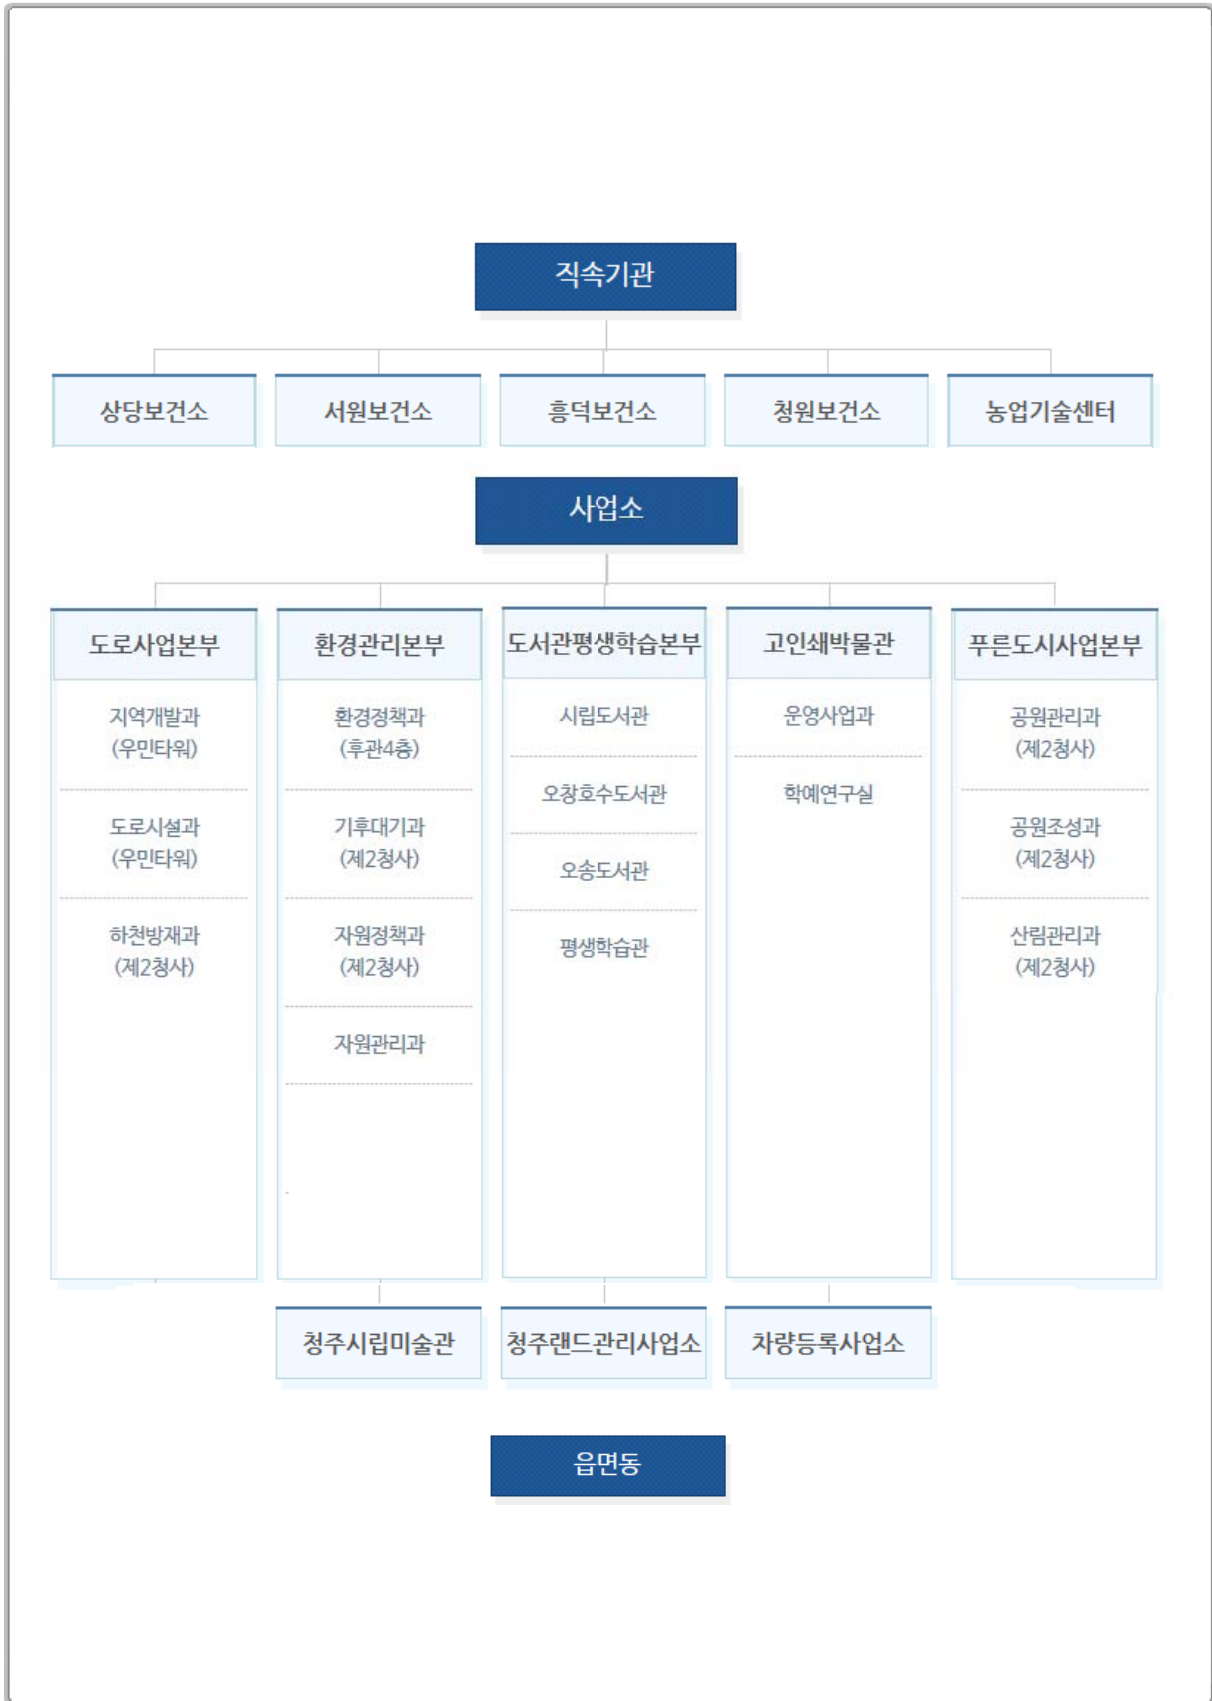 직속기관
상당보건소
서원보건소
흥덕보건소
청원보건소
농업기술센터
사업소
도로사업본부
지역개발과
(우민타워)
도로시설과
(우민타워)
하천방재과
(제2청사)
환경관리본부
환경정책과
(후관4층)
기후대기과
(제2청사)
자원정책과
(제2청사)
자원관리과
도서관평생학습본부
시립도서관
오창호수도서관
오송도서관
평생학습관
고인쇄박물관
운영사업과
학예연구실
푸른도시사업본부
공원관리과
(제2청사)
공원조성과
(제2청사)
산림관리과
(제2청사)
청주시립미술관
청주랜드관리사업소
차량등록사업소
읍면동